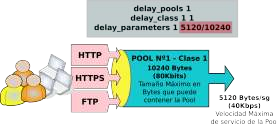 delay_pools 1
delay_class 1 1
delay_parameters 1 5120/10240
HTTP
HTTPS
FTP
POOL Nº1 - Clase 1
10240 Bytes
(80Kbits)
Tamaño Máximo en
Bytes que puede
contener la Pool
5120 Bytes/sg
(40Kbps)
Velocidad Máxima
de servicio de la Poo